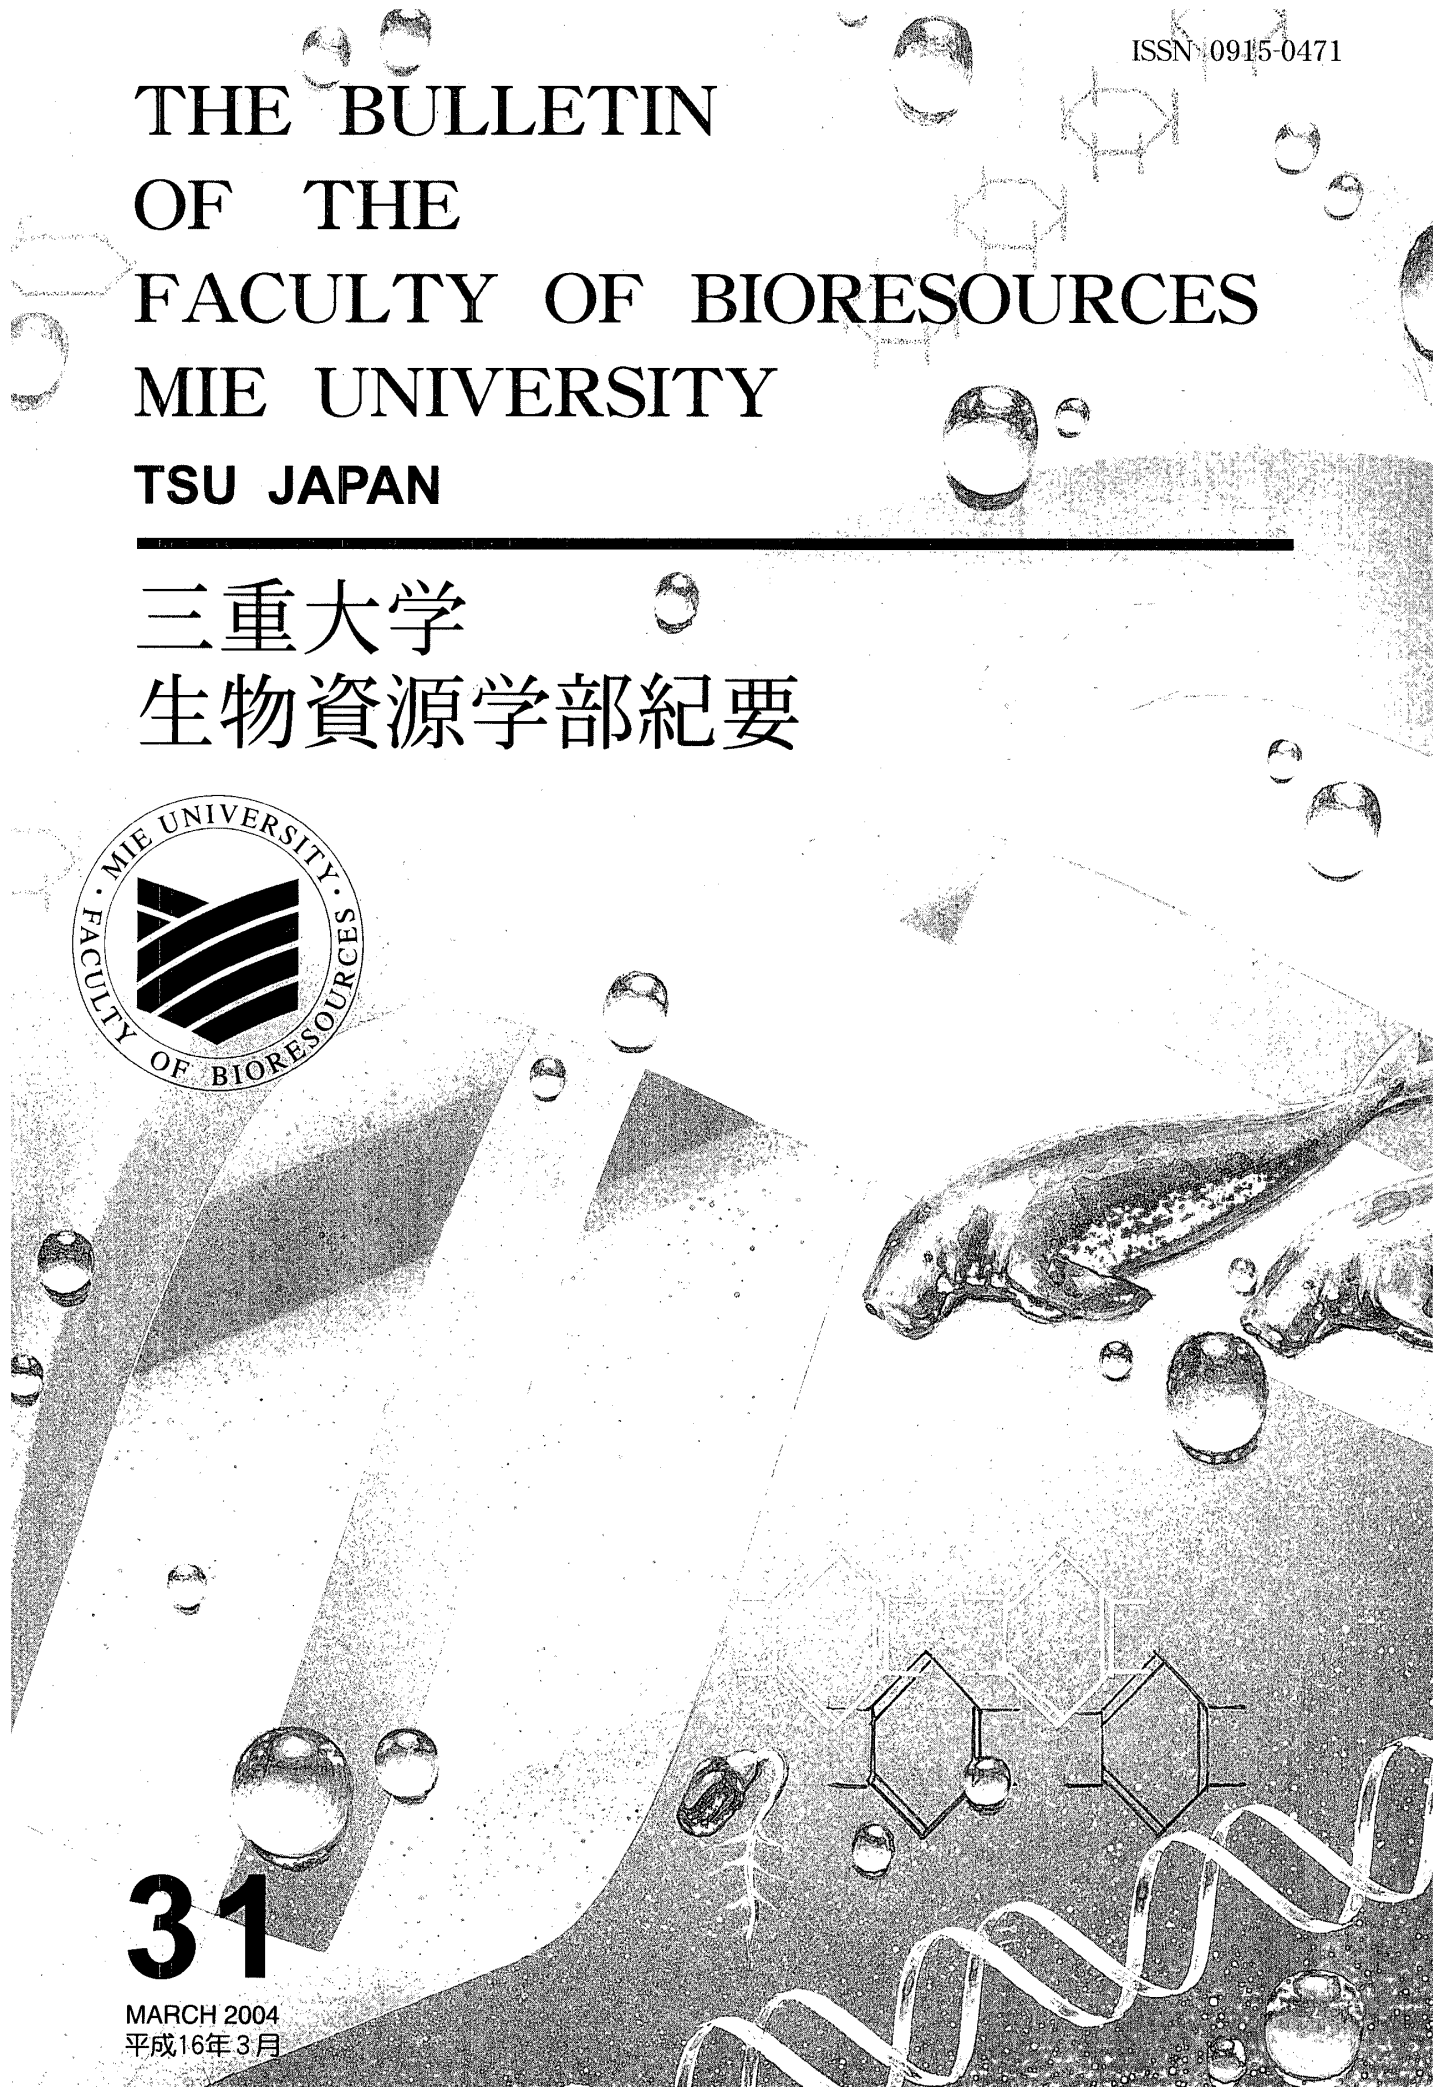 ISSN 0915-0471
THE BULLETIN
OF THE
FACULTY OF BIORESOURCES
MIE UNIVERSITY
TSU JAPAN
三重大学
生物資源学部紀要
・MIE UNIVERSITY・
FACULTY OF BIORESOURCES
31
MARCH 2004
平成16年3月